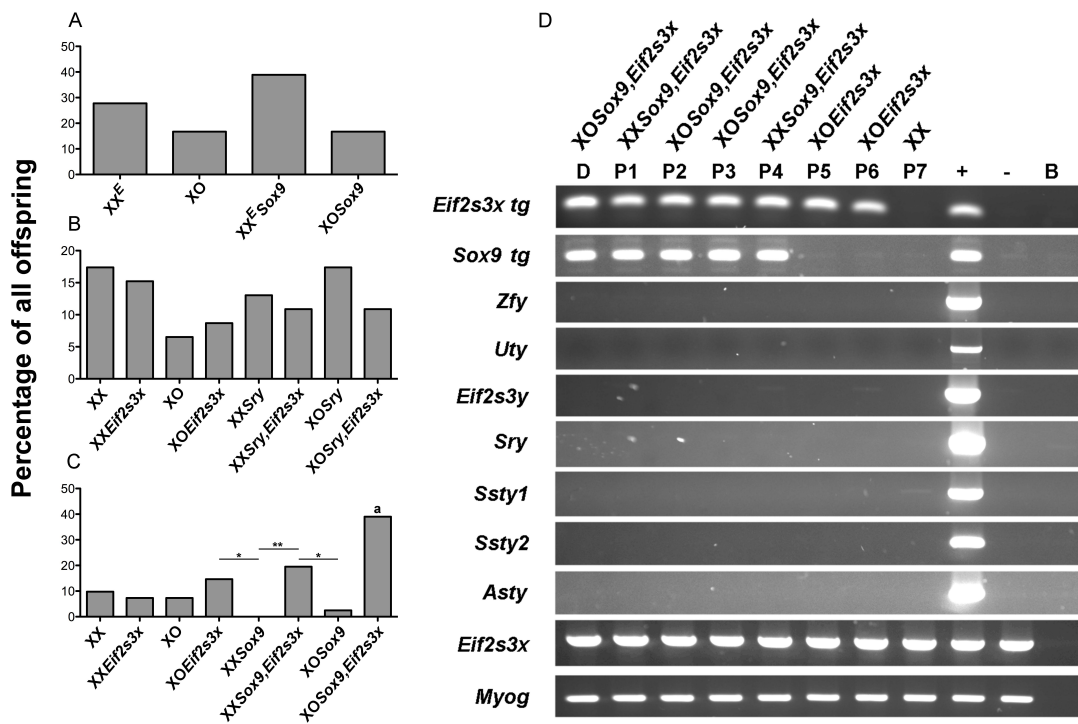 A
Percentage of all offspring
50
40
30
20
10
0
XXᴱ
XO
XXᴱSox9
XOSox9
B
20
15
10
5
0
XX
XXEif2s3x
XO
XOEif2s3x
XXSry
XXSry,Eif2s3x
XOSry
XOSry,Eif2s3x
C
50
40
30
20
10
0
*
**
*
a
XX
XXEif2s3x
XO
XOEif2s3x
XXSox9
XXSox9,Eif2s3x
XOSox9
XOSox9,Eif2s3x
D
XOSox9,Eif2s3x
XXSox9,Eif2s3x
XOSox9,Eif2s3x
XOSox9,Eif2s3x
XXSox9,Eif2s3x
XOEif2s3x
XOEif2s3x
XX
D P1 P2 P3 P4 P5 P6 P7 + - B
Eif2s3x tg
Sox9 tg
Zfy
Uty
Eif2s3y
Sry
Ssty1
Ssty2
Asty
Eif2s3x
Myog